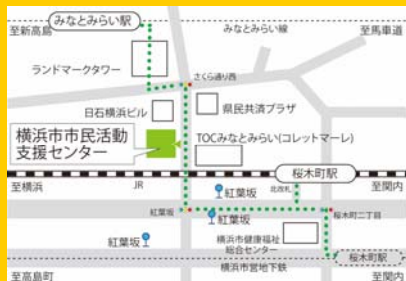 みなとみらい駅
至新高島
みなとみらい線
至馬車道
ランドマークタワー
さくら通り西
日石横浜ビル
県民共済プラザ
横浜市市民活動
支援センター
TOCみなとみらい(コレットマーレ)
桜木町駅
至横浜
JR
北改札
至関内
紅葉坂
紅葉坂
紅葉坂
桜木町二丁目
紅葉坂
横浜市健康福祉
総合センター
桜木町駅
横浜市営地下鉄
至高島町
至関内